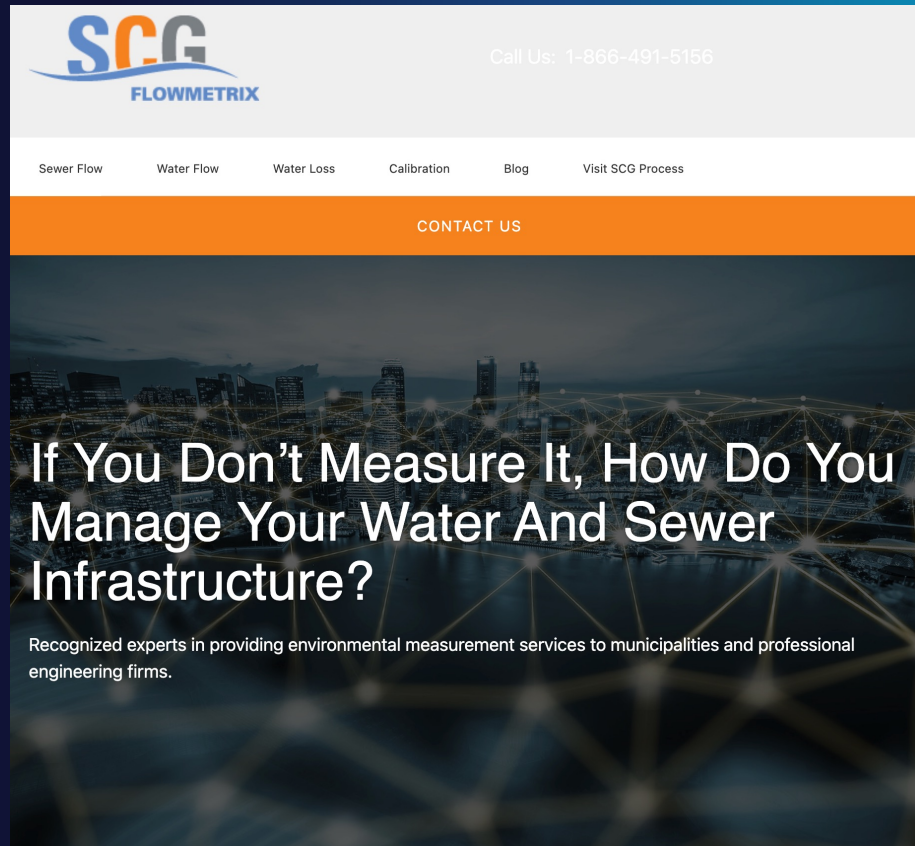 SCG
FLOWMETRIX
Call Us: 1-866-491-5156
Sewer Flow Water Flow Water Loss Calibration Blog Visit SCG Process
CONTACT US
If You Don’t Measure It, How Do You
Manage Your Water And Sewer
Infrastructure?
Recognized experts in providing environmental measurement services to municipalities and professional
engineering firms.